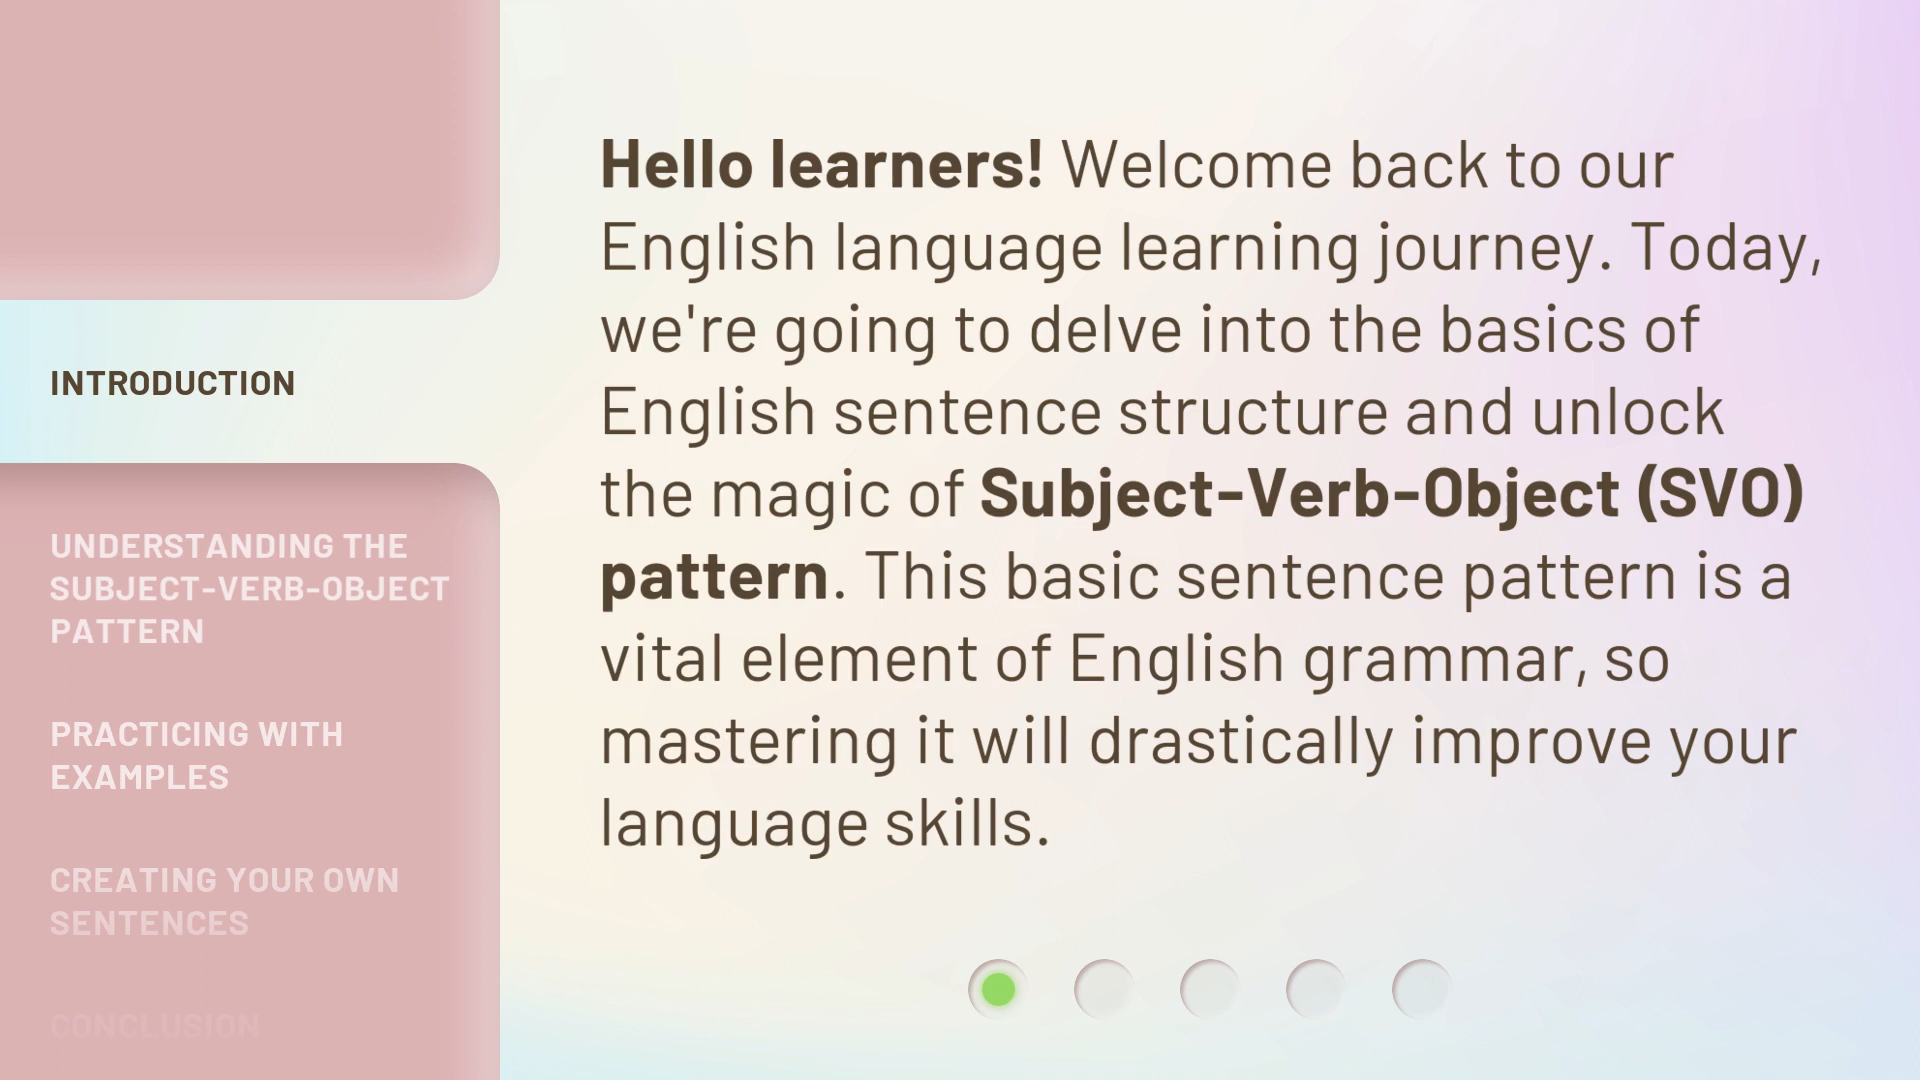 INTRODUCTION
UNDERSTANDING THE
SUBJECT-VERB-OBJECT
PATTERN
PRACTICING WITH
EXAMPLES
CREATING YOUR OWN
SENTENCES
CONCLUSION
Hello learners! Welcome back to our
English language learning journey. Today,
we're going to delve into the basics of
English sentence structure and unlock
the magic of Subject-Verb-Object (SVO)
pattern. This basic sentence pattern is a
vital element of English grammar, so
mastering it will drastically improve your
language skills.